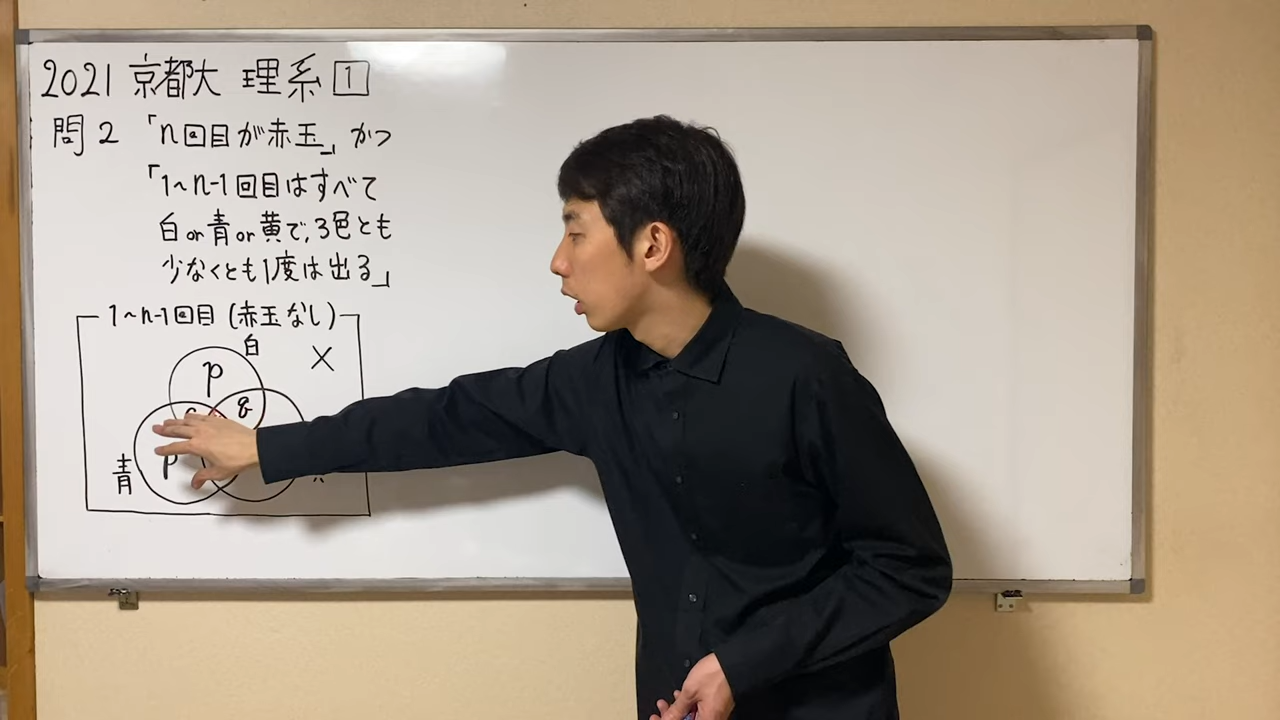 2021 京都大 理系 1
問2 「n回目が赤玉」かつ
「1～n-1回目はすべて
白or青or黄で,3色とも
少なくとも1度は出る」
1～n-1回目 (赤玉なし)
白
X
p
q
p
青